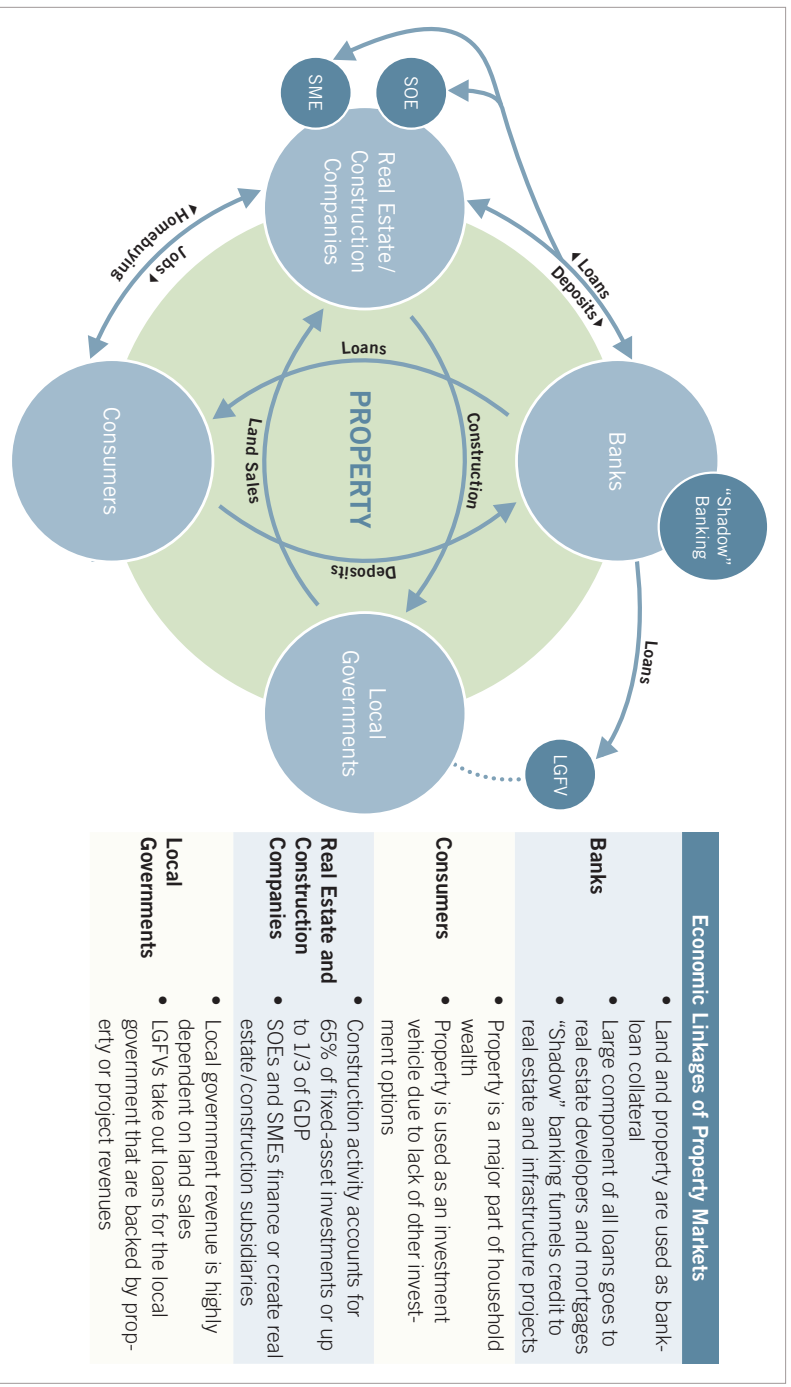 "Shadow"
Banking
Banks
Loans
LGFV
◄ Loans
Deposits ►
SOE
SME
Real Estate/
Construction
Companies
Construction
Loans
PROPERTY
Land Sales
Deposits
Local
Governments
Jobs ►
◄ Homebuying
Consumers
Economic Linkages of Property Markets
Banks
• Land and property are used as bank-
loan collateral
• Large component of all loans goes to
real estate developers and mortgages
• "Shadow" banking funnels credit to
real estate and infrastructure projects
Consumers
• Property is a major part of household
wealth
• Property is used as an investment
vehicle due to lack of other invest-
ment options
Real Estate and
Construction
Companies
• Construction activity accounts for
65% of fixed-asset investments or up
to 1/3 of GDP
• SOEs and SMEs finance or create real
estate/construction subsidiaries
Local
Governments
• Local government revenue is highly
dependent on land sales
• LGFVs take out loans for the local
government that are backed by prop-
erty or project revenues